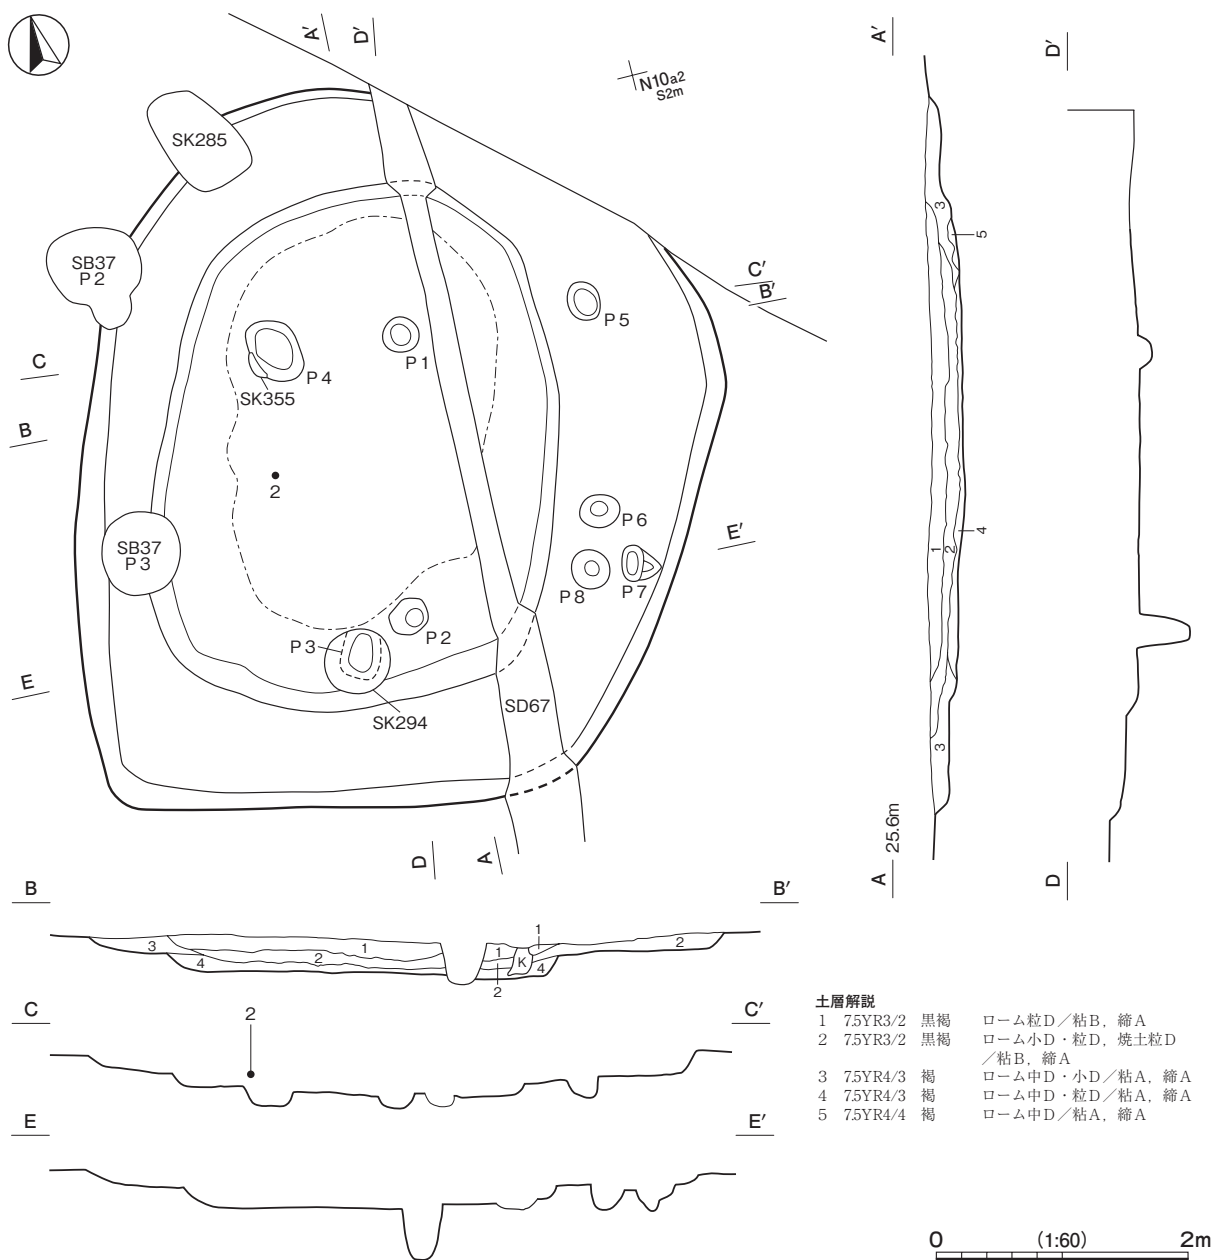 A′
D′
N10a2
S2m
SK285
SB37
P2
C′
B′
P5
P1
P4
SK355
C
B
2
P6
E′
SB37
P3
P8
P7
P2
P3
E
SK294
SD67
D
A
A′
D′
3
5
4
1
2
3
25.6m
A
D
B
B′
3
4
2
1
1
K
4
1
2
2
C
2
C′
E
E′
土層解説
1 7.5YR3/2 黒褐 ローム粒D/粘B，締A
2 7.5YR3/2 黒褐 ローム小D・粒D，焼土粒D
/粘B，締A
3 7.5YR4/3 褐 ローム中D・小D/粘A，締A
4 7.5YR4/3 褐 ローム中D・粒D/粘A，締A
5 7.5YR4/4 褐 ローム中D/粘A，締A
0 (1:60) 2m